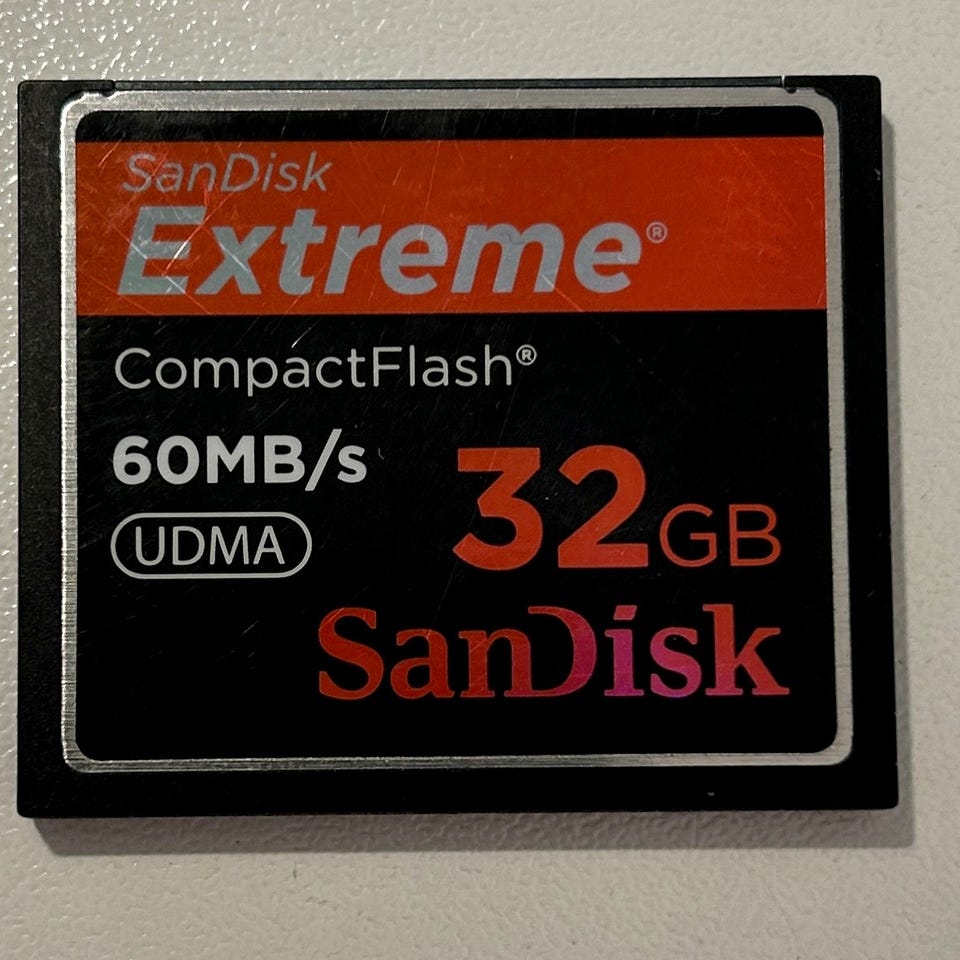 SanDisk
Extreme®
CompactFlash®
60MB/s
32GB
UDMA
SanDisk